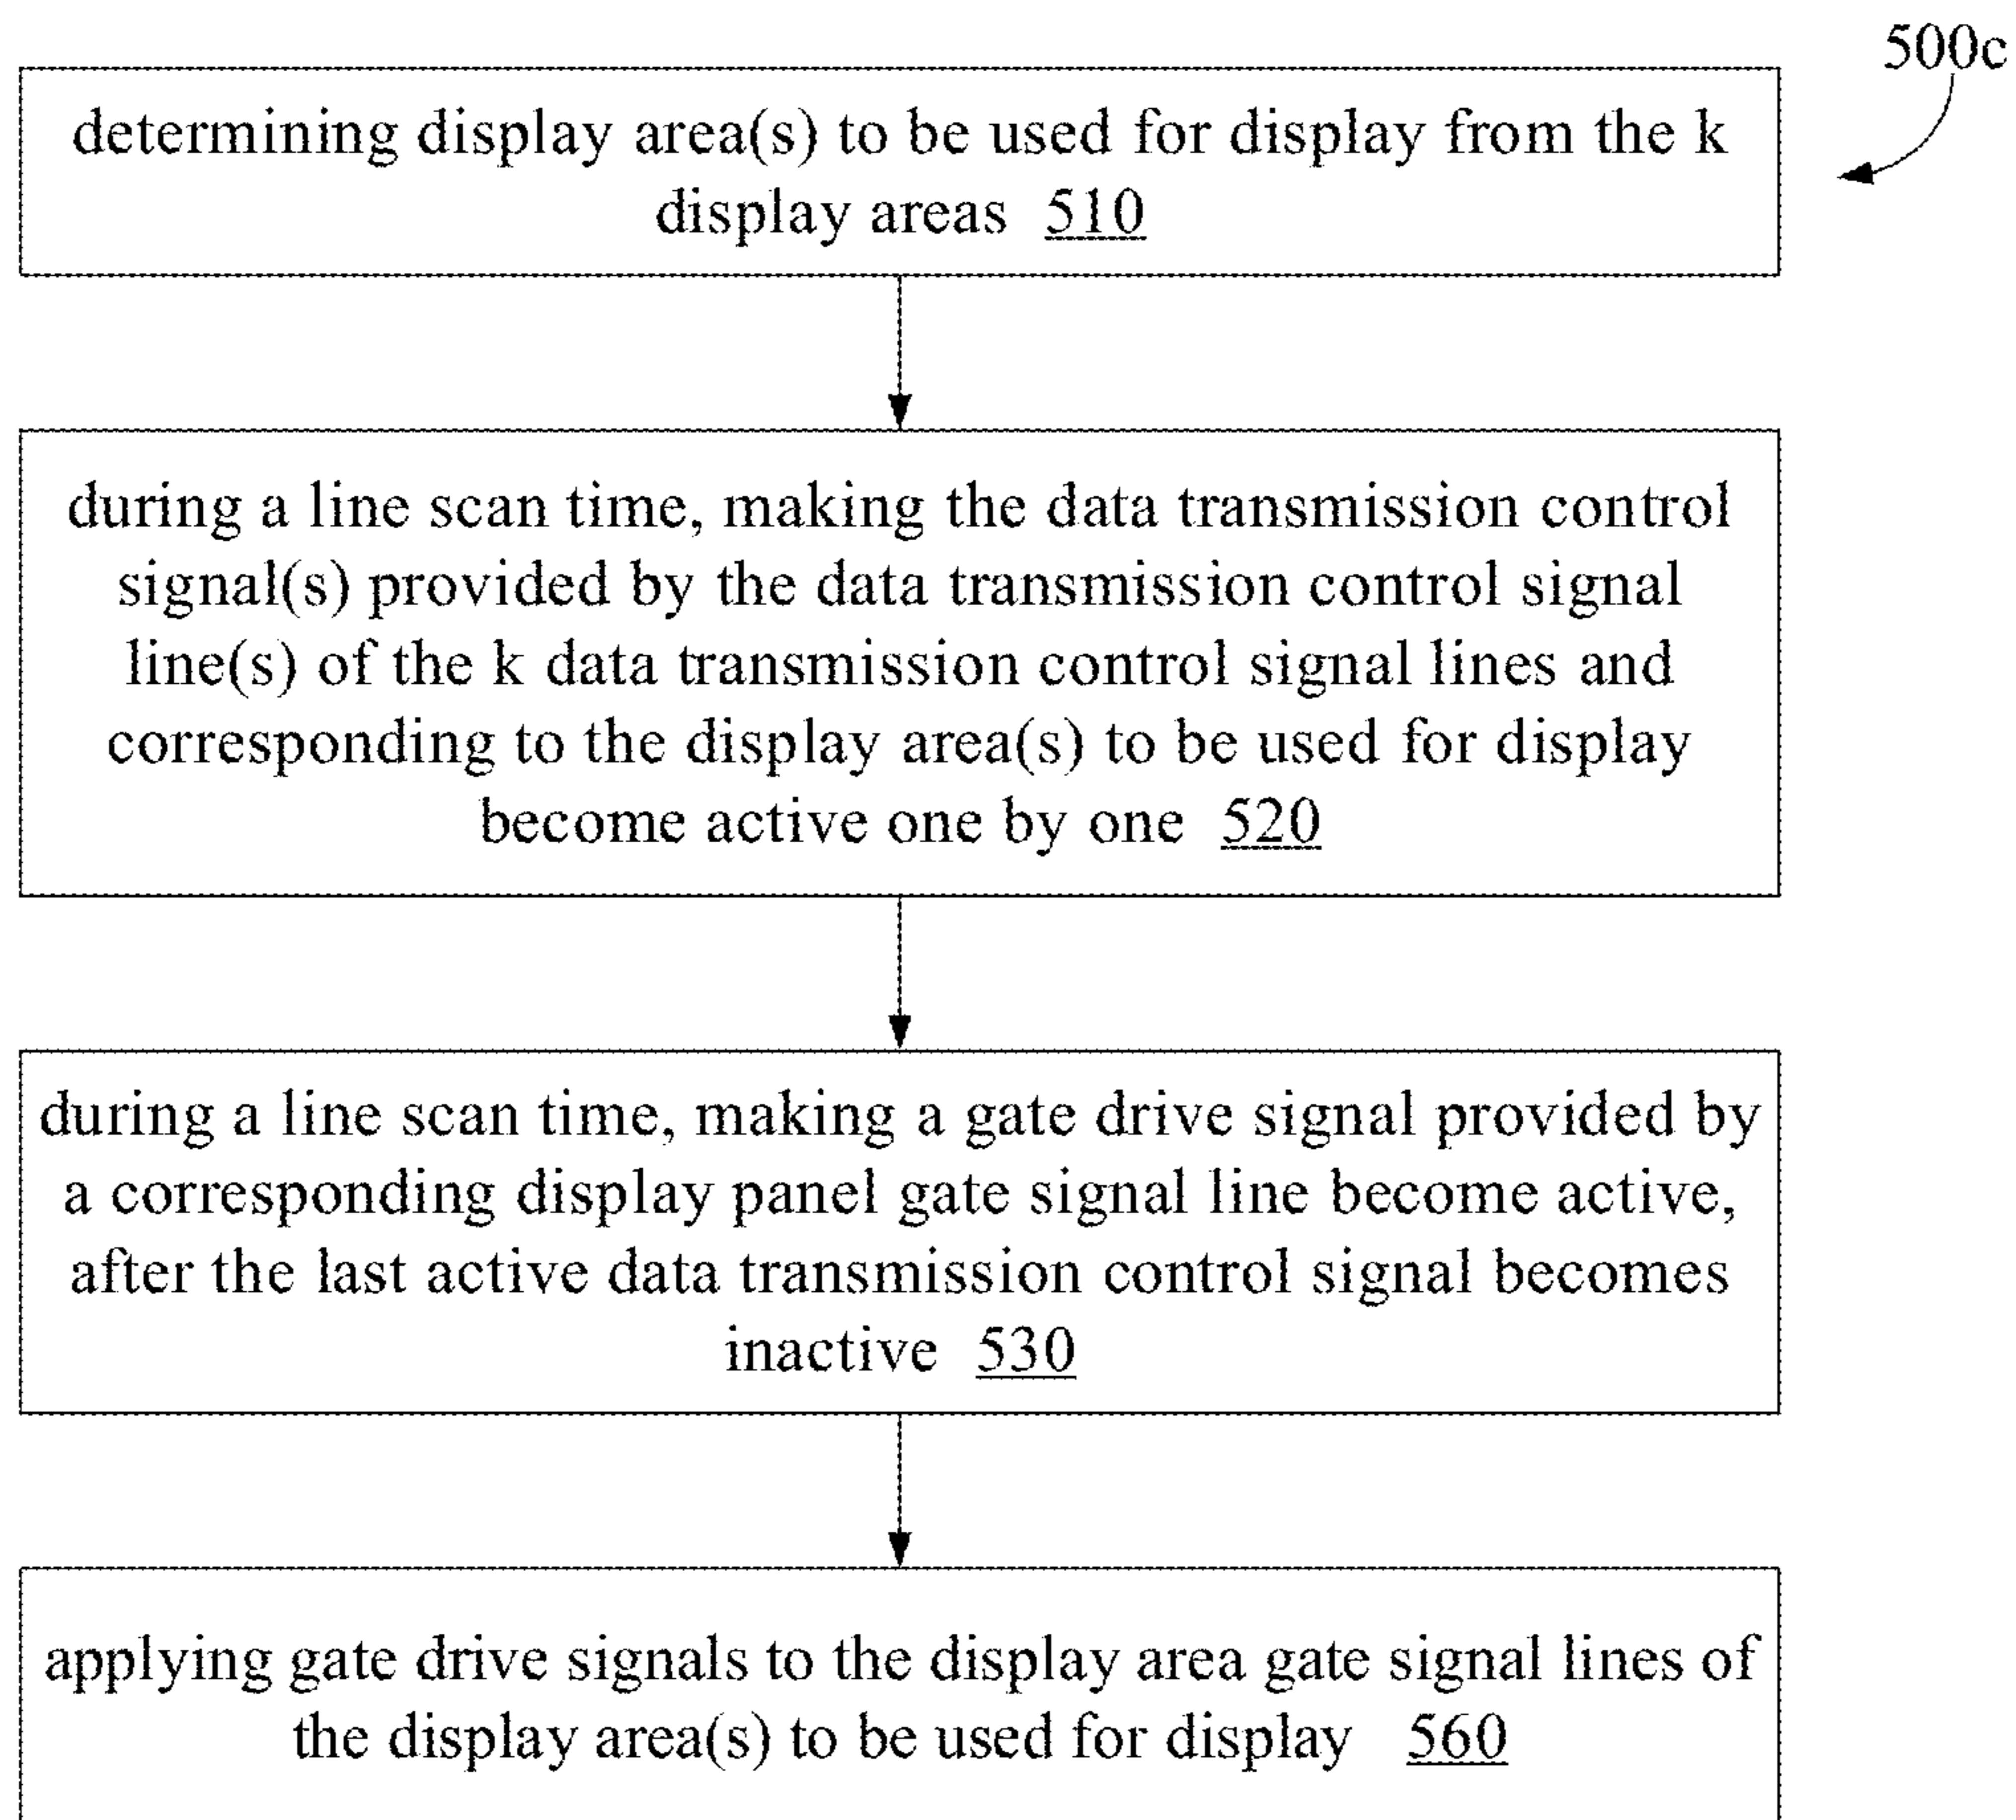 500c
determining display area(s) to be used for display from the k
display areas 510
during a line scan time, making the data transmission control
signal(s) provided by the data transmission control signal
line(s) of the k data transmission control signal lines and
corresponding to the display area(s) to be used for display
become active one by one 520
during a line scan time, making a gate drive signal provided by
a corresponding display panel gate signal line become active,
after the last active data transmission control signal becomes
inactive 530
applying gate drive signals to the display area gate signal lines of
the display area(s) to be used for display 560